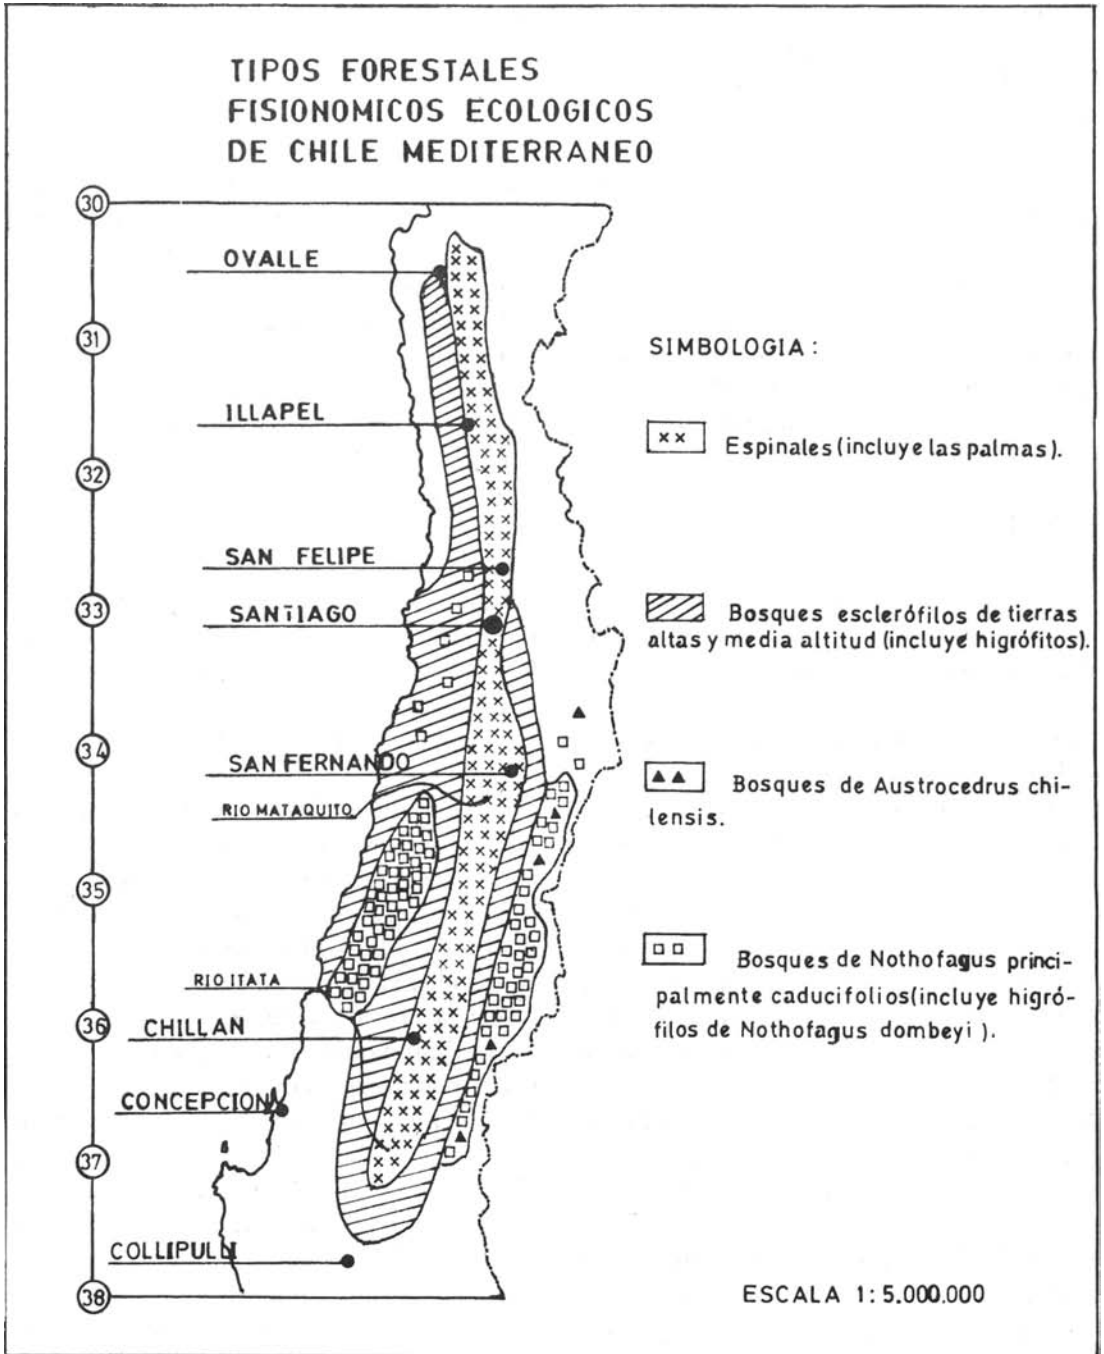 TIPOS FORESTALES
FISIONOMICOS ECOLOGICOS
DE CHILE MEDITERRANEO
30
OVALLE
31
SIMBOLOGIA :
ILLAPEL
Espinales (incluye las palmas).
32
SAN FELIPE
33
SANTIAGO
Bosques esclerófilos de tierras
altas y media altitud (incluye higrófitos).
34
SAN FERNANDO
RIO MATAQUITO
Bosques de Austrocedrus chi-
lensis.
35
RIO ITATA
Bosques de Nothofagus princi-
palmente caducifolios (incluye higró-
filos de Nothofagus dombeyi ).
36
CHILLAN
CONCEPCION
37
COLLIPULLI
38
ESCALA 1: 5.000.000